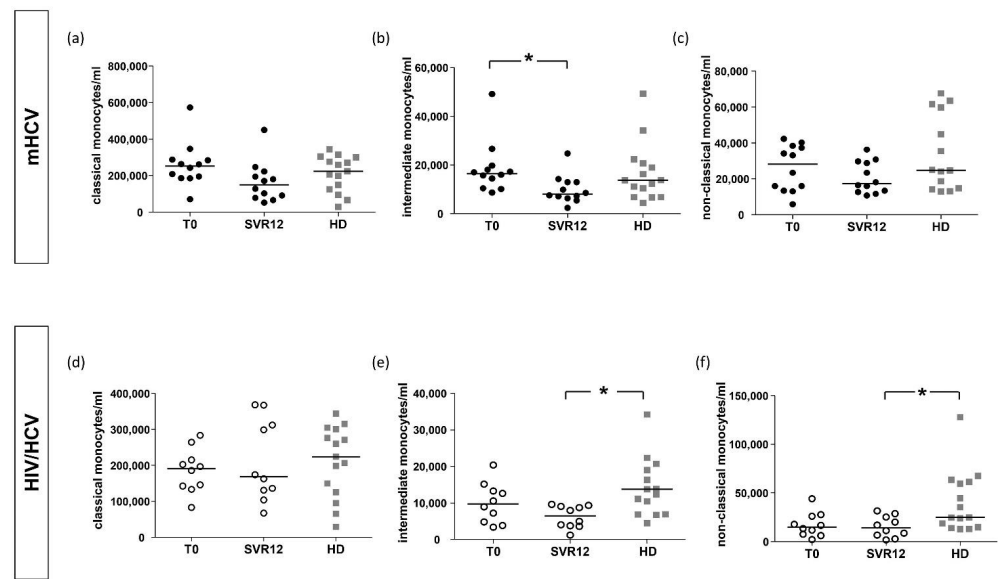 mHCV
(a)
classical monocytes/ml
800,000
600,000
400,000
200,000
0
T0 SVR12 HD
(b)
intermediate monocytes/ml
60,000
40,000
20,000
0
*
T0 SVR12 HD
(c)
non-classical monocytes/ml
80,000
60,000
40,000
20,000
0
T0 SVR12 HD
HIV/HCV
(d)
classical monocytes/ml
400,000
300,000
200,000
100,000
0
T0 SVR12 HD
(e)
intermediate monocytes/ml
40,000
30,000
20,000
10,000
0
*
T0 SVR12 HD
(f)
non-classical monocytes/ml
150,000
100,000
50,000
0
*
T0 SVR12 HD